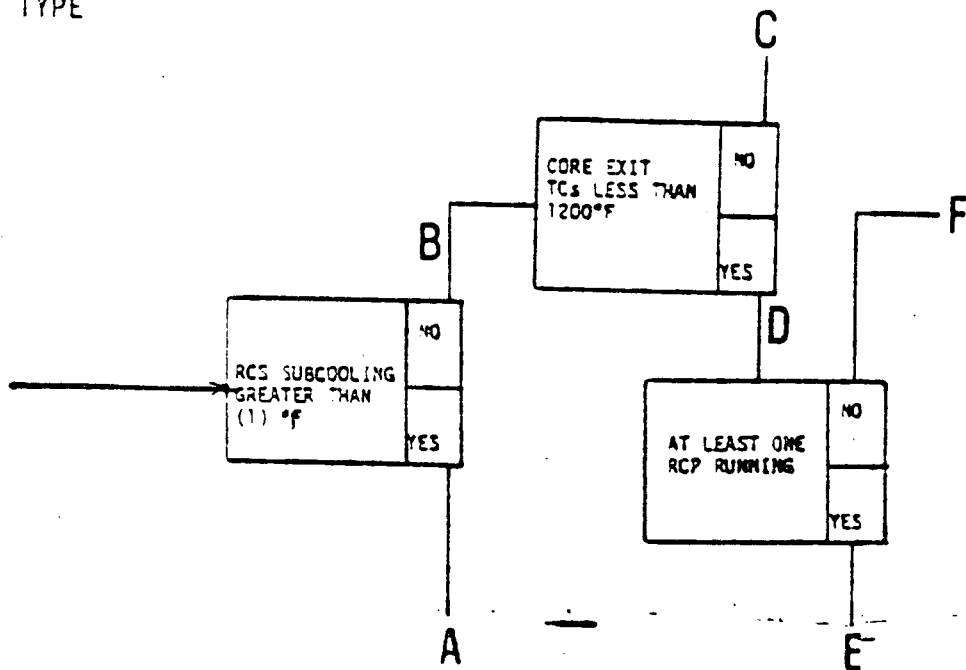 TYPE
C
CORE EXIT
TCs LESS THAN
1200°F
NO
YES
B
F
D
RCS SUBCOOLING
GREATER THAN
(1) °F
NO
YES
AT LEAST ONE
RCP RUNNING
NO
YES
A
E